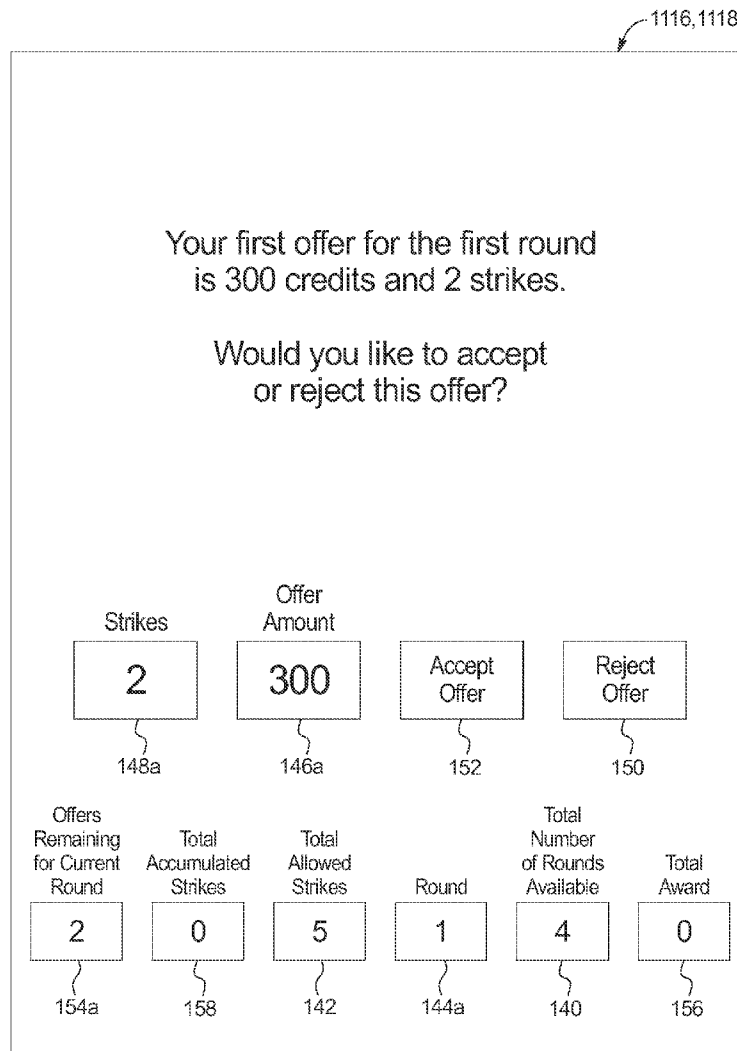 1116,1118
Your first offer for the first round
is 300 credits and 2 strikes.
Would you like to accept
or reject this offer?
Strikes
2
148a
Offer
Amount
300
146a
Accept
Offer
152
Reject
Offer
150
Offers
Remaining
for Current
Round
2
154a
Total
Accumulated
Strikes
0
158
Total
Allowed
Strikes
5
142
Round
1
144a
Total
Number
of Rounds
Available
4
140
Total
Award
0
156